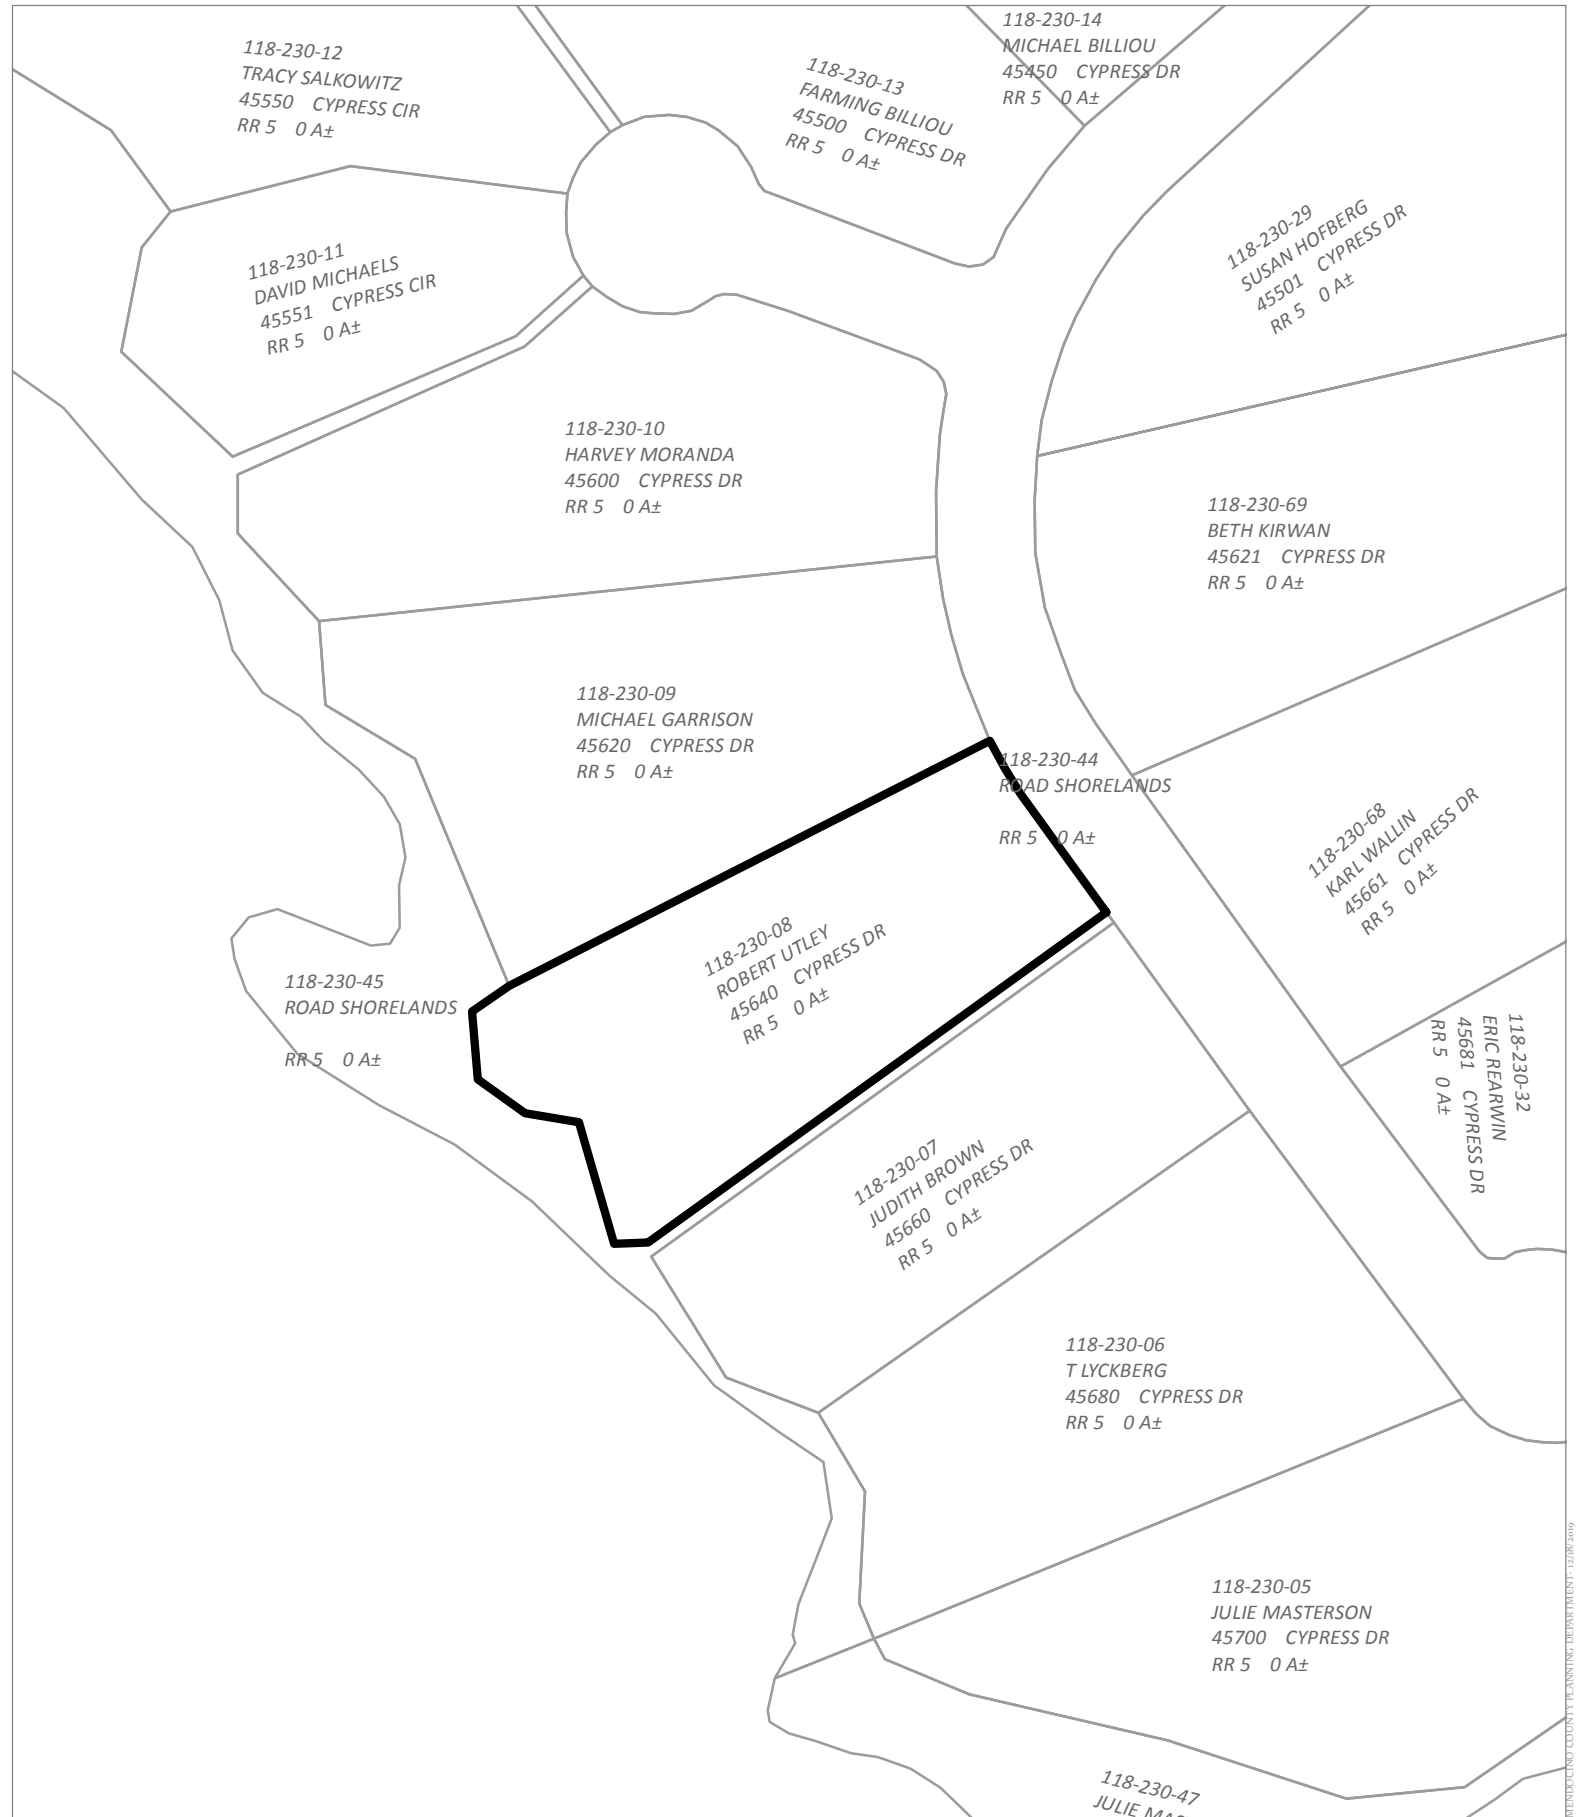 118-230-14
MICHAEL BILLIOU
45450 CYPRESS DR
RR 5 0 A±
118-230-12
TRACY SALKOWITZ
45550 CYPRESS CIR
RR 5 0 A±
118-230-13
FARMING BILLIOU
45500 CYPRESS DR
RR 5 0 A±
118-230-29
SUSAN HOFBERG
45501 CYPRESS DR
RR 5 0 A±
118-230-11
DAVID MICHAELS
45551 CYPRESS CIR
RR 5 0 A±
118-230-10
HARVEY MORANDA
45600 CYPRESS DR
RR 5 0 A±
118-230-69
BETH KIRWAN
45621 CYPRESS DR
RR 5 0 A±
118-230-09
MICHAEL GARRISON
45620 CYPRESS DR
RR 5 0 A±
118-230-44
ROAD SHORELANDS
RR 5 0 A±
118-230-68
KARL WALLIN
45661 CYPRESS DR
RR 5 0 A±
118-230-08
ROBERT UTLEY
45640 CYPRESS DR
RR 5 0 A±
118-230-45
ROAD SHORELANDS
RR 5 0 A±
118-230-32
ERIC REARWIN
45681 CYPRESS DR
RR 5 0 A±
118-230-07
JUDITH BROWN
45660 CYPRESS DR
RR 5 0 A±
118-230-06
T LYCKBERG
45680 CYPRESS DR
RR 5 0 A±
118-230-05
JULIE MASTERSON
45700 CYPRESS DR
RR 5 0 A±
118-230-47
JULIE
MENDOCINO COUNTY PLANNING DEPARTMENT- 12/18/2019